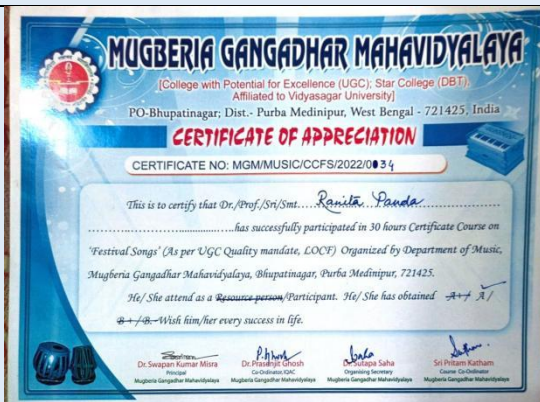 MUGBERIA GANGADHAR MAHAVIDYALAYA
[College with Potential for Excellence (UGC); Star College (DBT),
Affiliated to Vidyasagar University]
PO-Bhupatinagar; Dist.- Purba Medinipur, West Bengal - 721425, India
CERTIFICATE OF APPRECIATION
CERTIFICATE NO: MGM/MUSIC/CCFS/2022/0034
This is to certify that Dr./Prof./Sri/Smt.... Ranita Panda
has successfully participated in 30 hours Certificate Course on
'Festival Songs' (As per UGC Quality mandate, LOCF) Organized by Department of Music,
Mugberia Gangadhar Mahavidyalaya, Bhupatinagar, Purba Medinipur, 721425.
He/ She attend as a Resource person/Participant. He/ She has obtained A+/ A/
B+/B.-Wish him/her every success in life.
Dr. Swapan Kumar Misra
Principal
Mugberia Gangadhar Mahavidyalaya
P. Ghosh
Dr. Prasenjit Ghosh
Co-Ordinator, IQAC
Mugberia Gangadhar Mahavidyalaya
Dr. Sutapa Saha
Organising Secretary
Mugberia Gangadhar Mahavidyalaya
Sri Pritam Katham
Course Co-Ordinator
Mugberia Gangadhar Mahavidyalaya